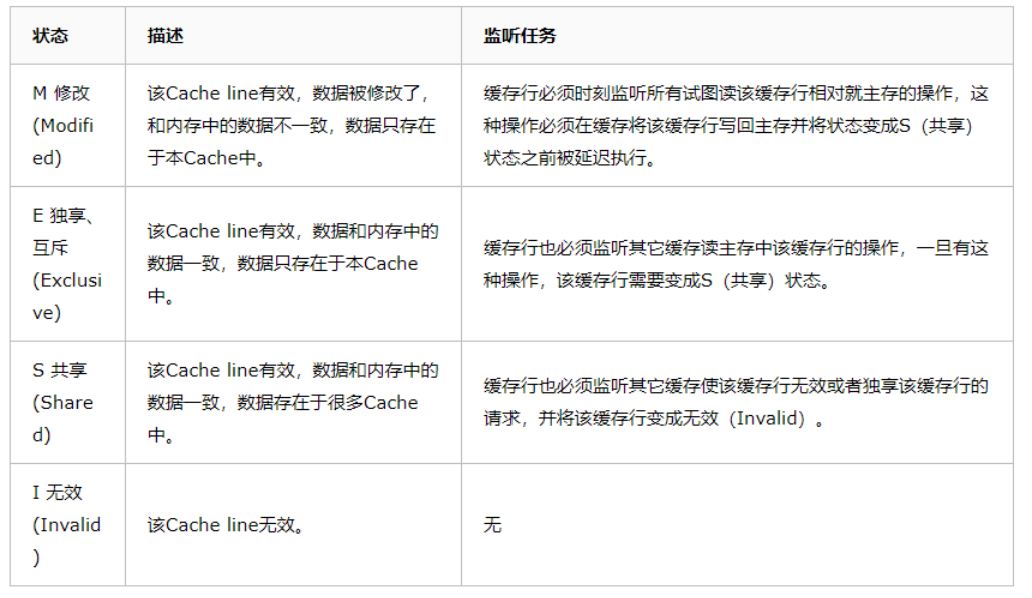 状态
描述
监听任务
M 修改
(Modifi
ed)
该Cache line有效，数据被修改了，
和内存中的数据不一致，数据只存在
于本Cache中。
缓存行必须时刻监听所有试图读该缓存行相对就主存的操作，这
种操作必须在缓存将该缓存行写回主存并将状态变成S（共享）
状态之前被延迟执行。
E 独享、
互斥
(Exclusi
ve)
该Cache line有效，数据和内存中的
数据一致，数据只存在于本Cache
中。
缓存行也必须监听其它缓存读主存中该缓存行的操作，一旦有这
种操作，该缓存行需要变成S（共享）状态。
S 共享
(Share
d)
该Cache line有效，数据和内存中的
数据一致，数据存在于很多Cache
中。
缓存行也必须监听其它缓存使该缓存行无效或者独享该缓存行的
请求，并将该缓存行变成无效（Invalid）。
I 无效
(Invalid
)
该Cache line无效。
无